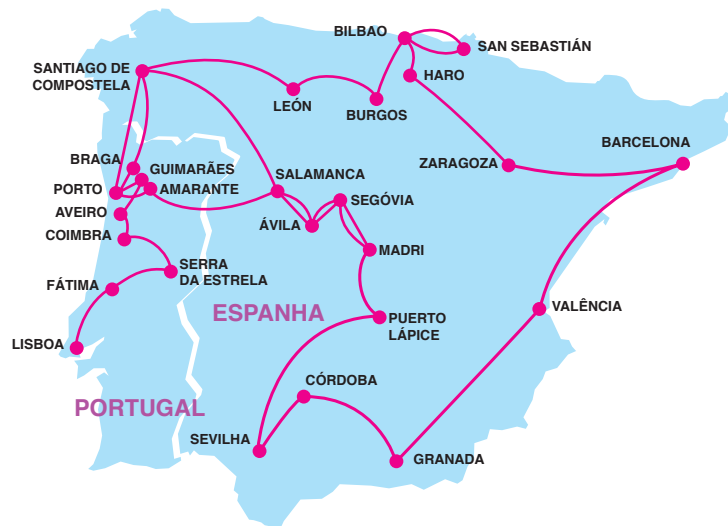 BILBAO
SAN SEBASTIÁN
SANTIAGO DE
COMPOSTELA
HARO
LEÓN
BURGOS
BARCELONA
BRAGA
GUIMARÃES
ZARAGOZA
SALAMANCA
PORTO
AMARANTE
SEGÓVIA
AVEIRO
ÁVILA
COIMBRA
MADRI
SERRA
DA ESTRELA
FÁTIMA
VALÊNCIA
ESPANHA
PUERTO
LÁPICE
LISBOA
CÓRDOBA
PORTUGAL
SEVILHA
GRANADA